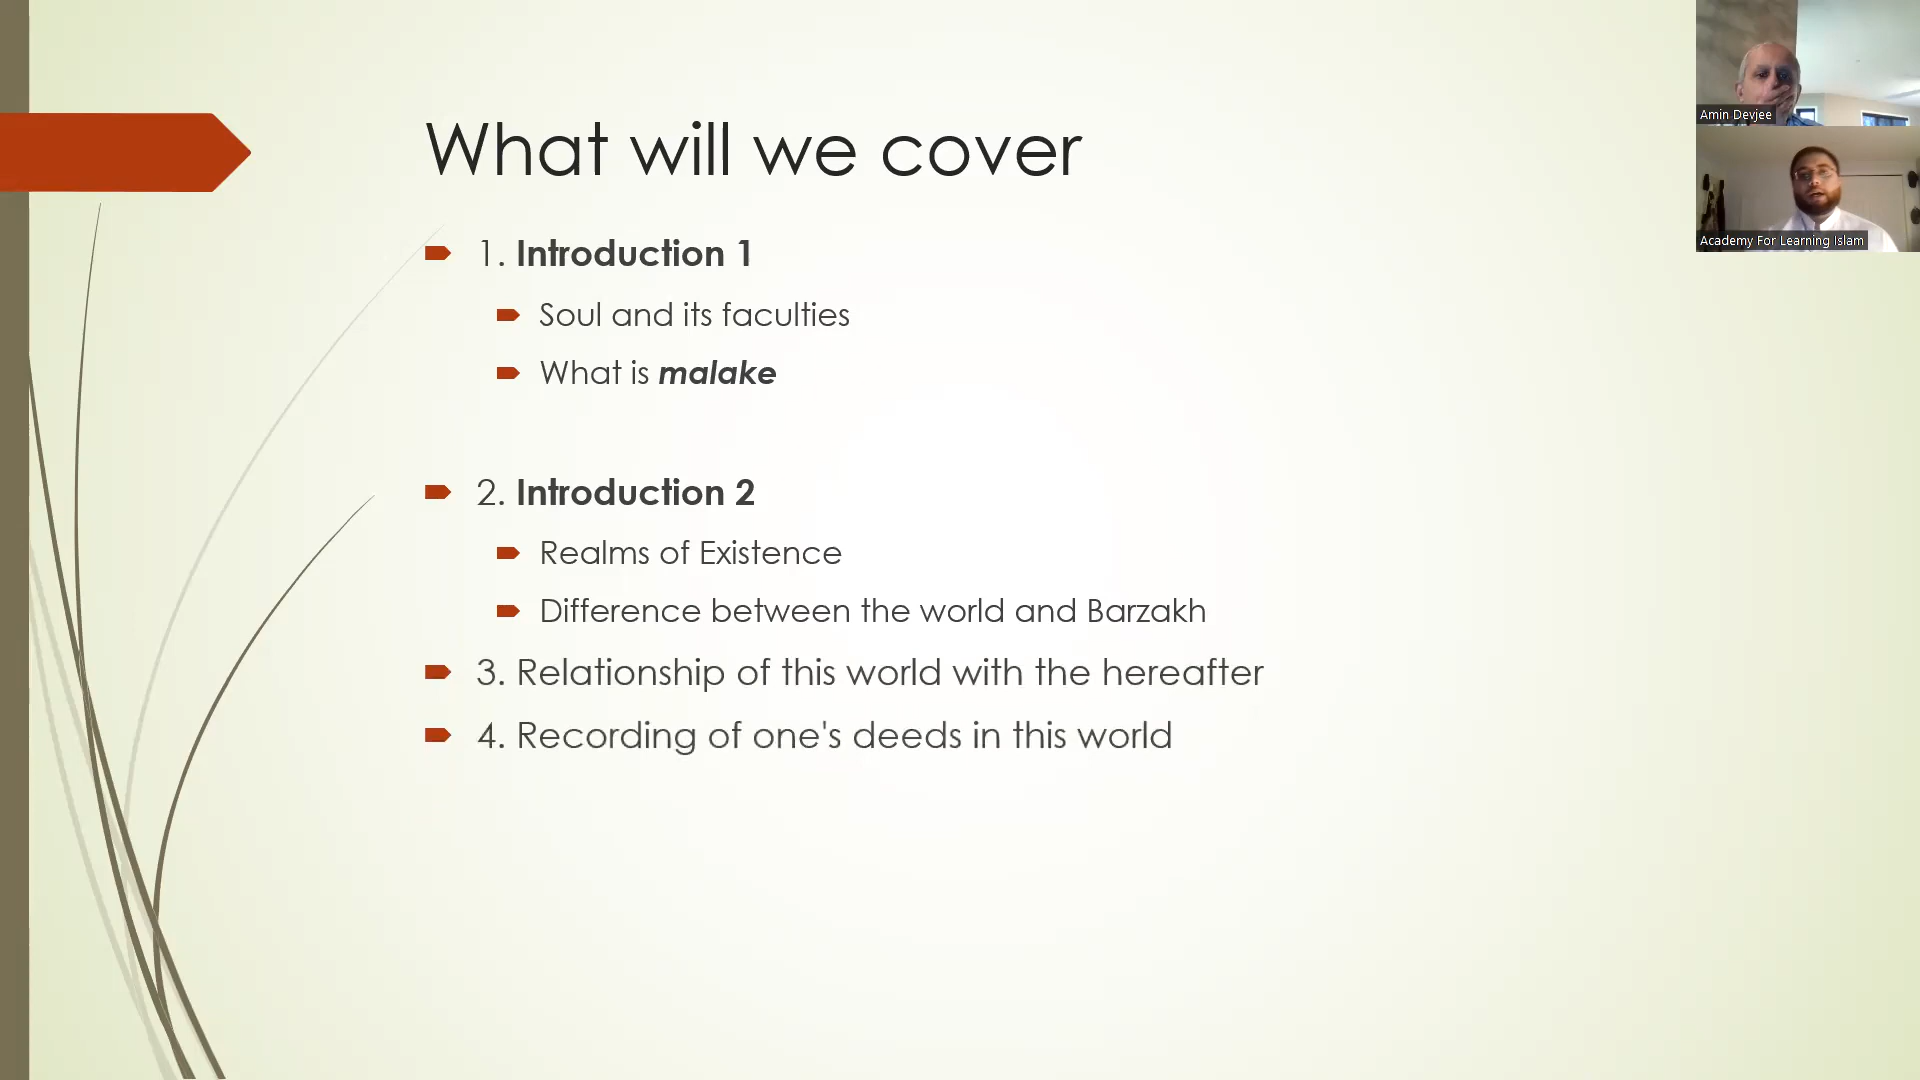 What will we cover
1. Introduction 1
Soul and its faculties
What is malake
2. Introduction 2
Realms of Existence
Difference between the world and Barzakh
3. Relationship of this world with the hereafter
4. Recording of one's deeds in this world
Amin Devjee
Academy For Learning Islam